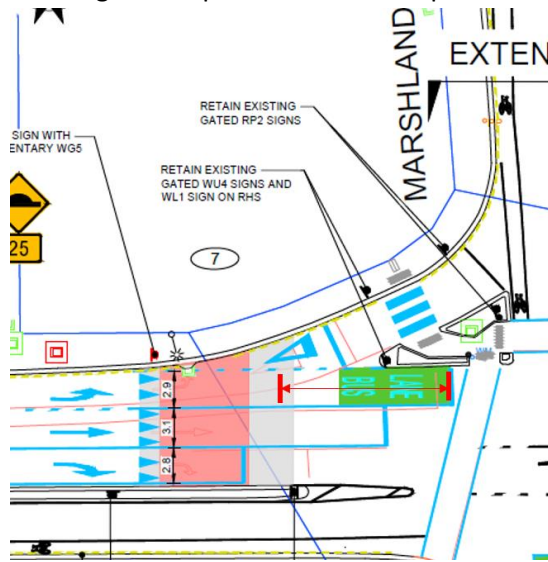 MARSHLAND
EXTEN
RETAIN EXISTING
GATED RP2 SIGNS
SIGN WITH
ENTARY WG5
RETAIN EXISTING
GATED WU4 SIGNS AND
WL1 SIGN ON RHS
25
7
2.9
3.1
2.8
LANE
BUS